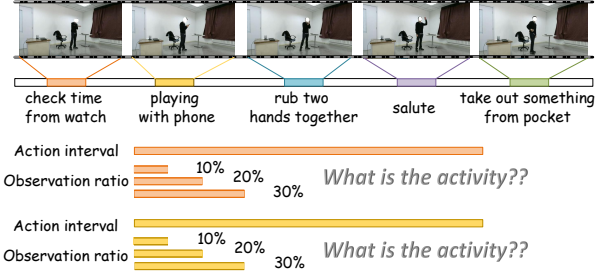 check time
from watch
playing
with phone
rub two
hands together
salute
take out something
from pocket
Action interval
Observation ratio
10%
20%
30%
What is the activity??
Action interval
Observation ratio
10%
20%
30%
What is the activity??